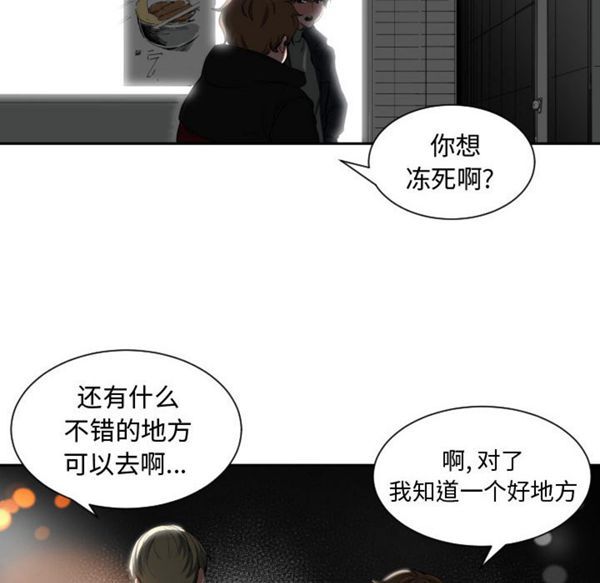 你想
冻死啊?
还有什么
不错的地方
可以去啊...
啊, 对了
我知道一个好地方